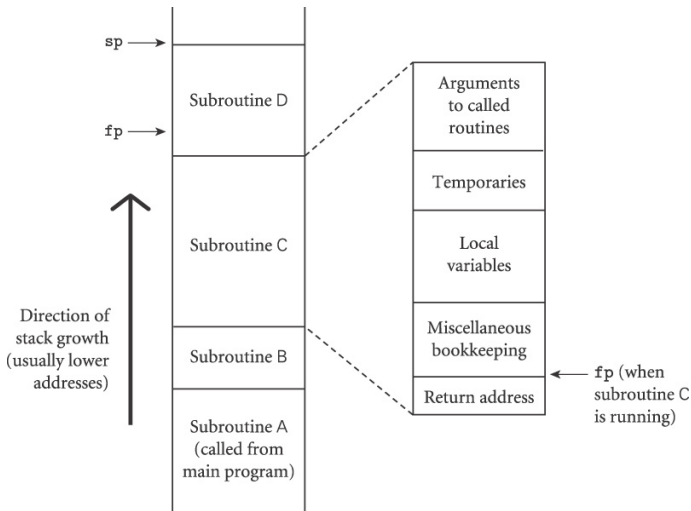 sp
Subroutine D
fp
Subroutine C
Direction of
stack growth
(usually lower
addresses)
Subroutine B
Subroutine A
(called from
main program)
Arguments
to called
routines
Temporaries
Local
variables
Miscellaneous
bookkeeping
Return address
fp (when
subroutine C
is running)